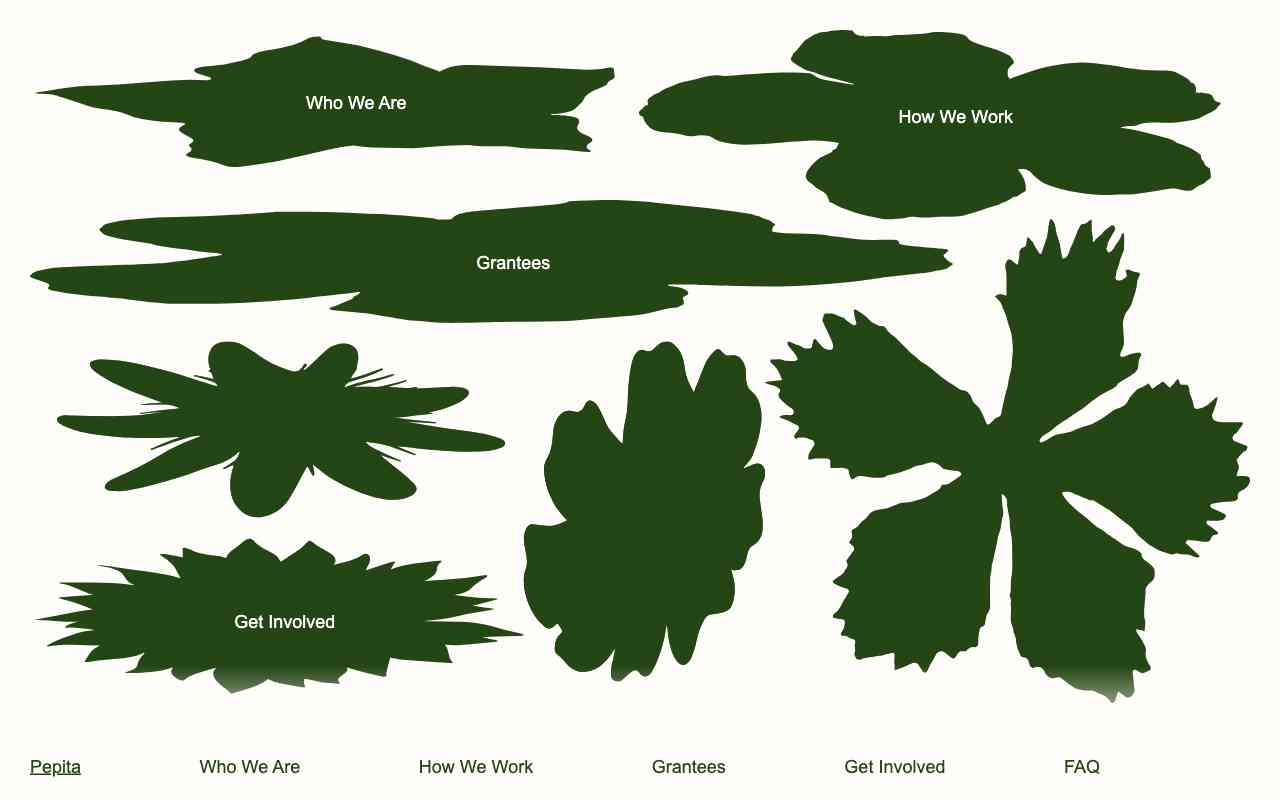 Who We Are
How We Work
Grantees
Get Involved
Pepita
Who We Are
How We Work
Grantees
Get Involved
FAQ